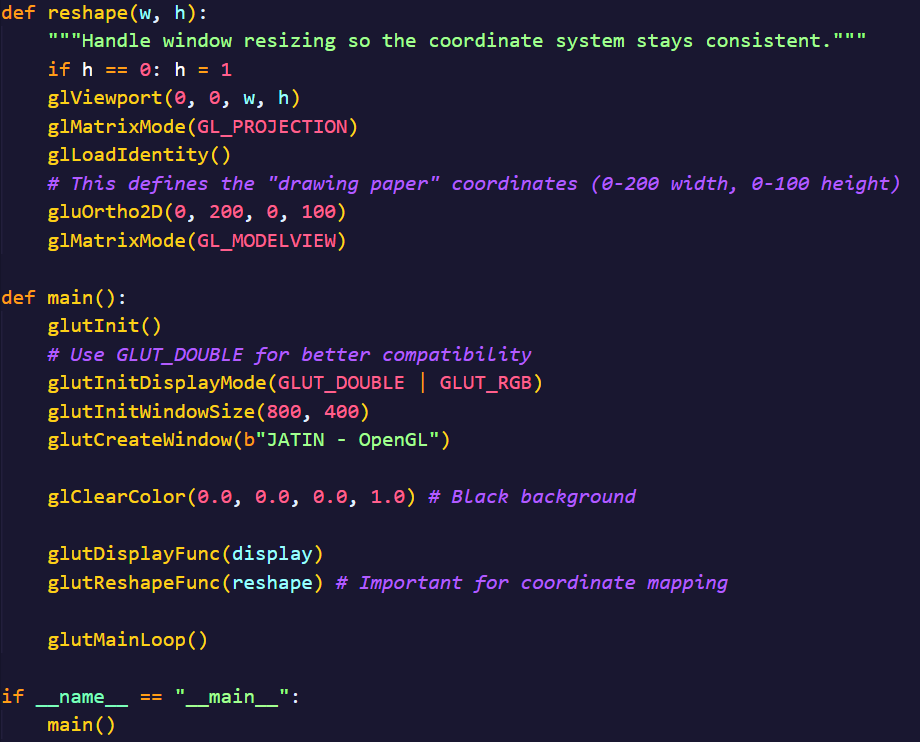 def reshape(w, h):
    """Handle window resizing so the coordinate system stays consistent."""
    if h == 0: h = 1
    glViewport(0, 0, w, h)
    glMatrixMode(GL_PROJECTION)
    glLoadIdentity()
    # This defines the "drawing paper" coordinates (0-200 width, 0-100 height)
    gluOrtho2D(0, 200, 0, 100)
    glMatrixMode(GL_MODELVIEW)

def main():
    glutInit()
    # Use GLUT_DOUBLE for better compatibility
    glutInitDisplayMode(GLUT_DOUBLE | GLUT_RGB)
    glutInitWindowSize(800, 400)
    glutCreateWindow(b"JATIN - OpenGL")

    glClearColor(0.0, 0.0, 0.0, 1.0) # Black background

    glutDisplayFunc(display)
    glutReshapeFunc(reshape) # Important for coordinate mapping

    glutMainLoop()

if __name__ == "__main__":
    main()